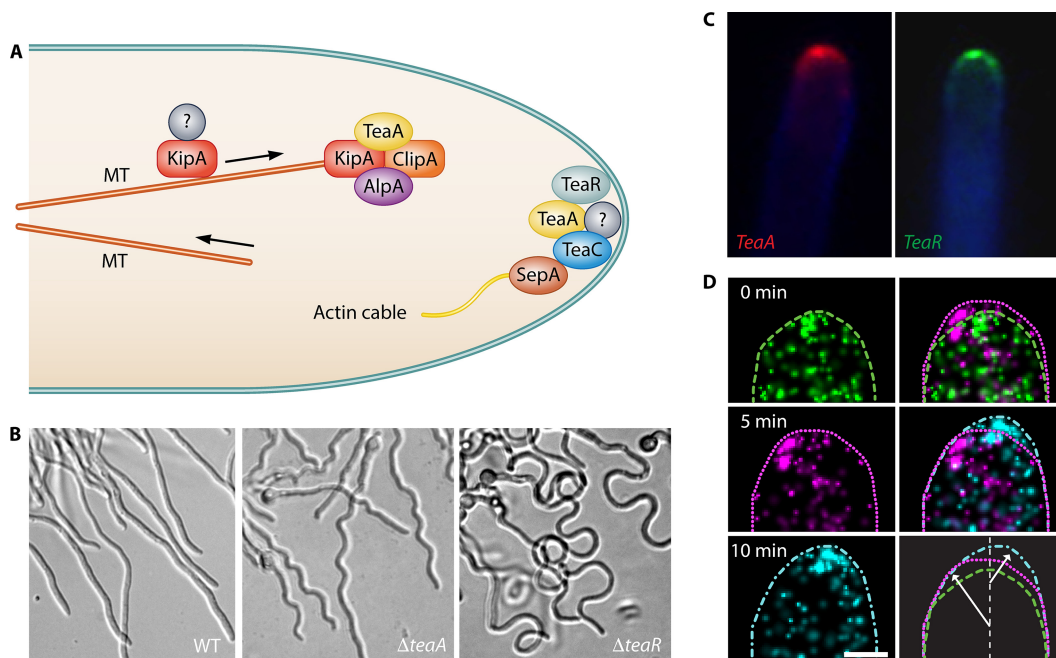 A
?
KipA
MT
TeaA
KipA
ClipA
AlpA
TeaR
TeaA
?
TeaC
SepA
MT
Actin cable
B
WT
ΔteaA
ΔteaR
C
TeaA
TeaR
D
0 min
5 min
10 min